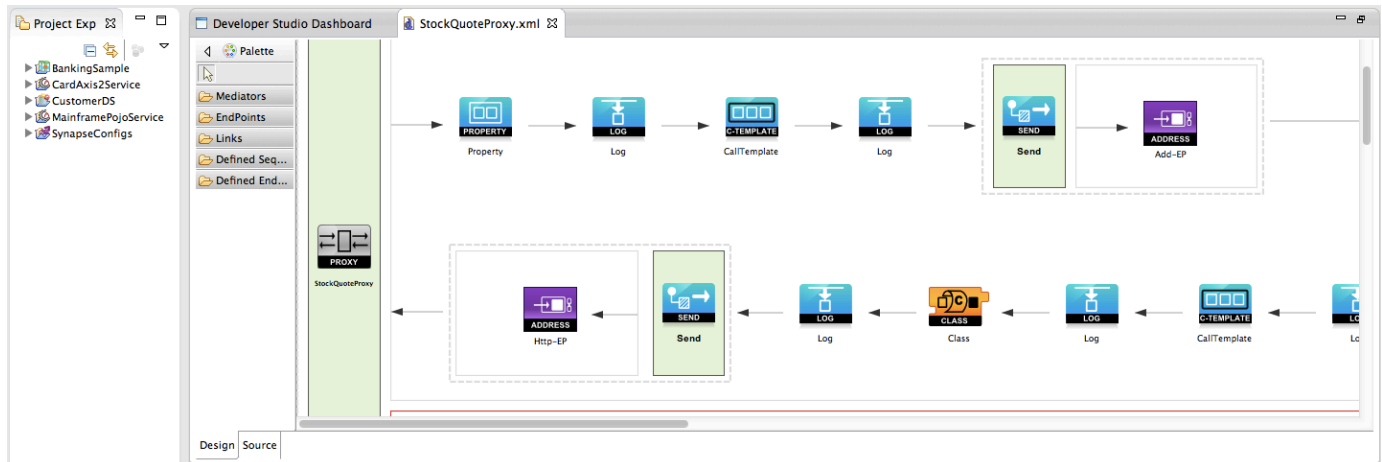 Project Exp
Developer Studio Dashboard
StockQuoteProxy.xml
BankingSample
CardAxis2Service
CustomerDS
MainframePojoService
SynapseConfigs
Palette
Mediators
EndPoints
Links
Defined Seq...
Defined End...
PROXY
StockQuoteProxy
PROPERTY
Property
LOG
Log
C-TEMPLATE
CallTemplate
LOG
Log
SEND
Send
ADDRESS
Add-EP
ADDRESS
Http-EP
SEND
Send
LOG
Log
C
CLASS
Class
LOG
Log
C-TEMPLATE
CallTemplate
LC
Lo
Design
Source